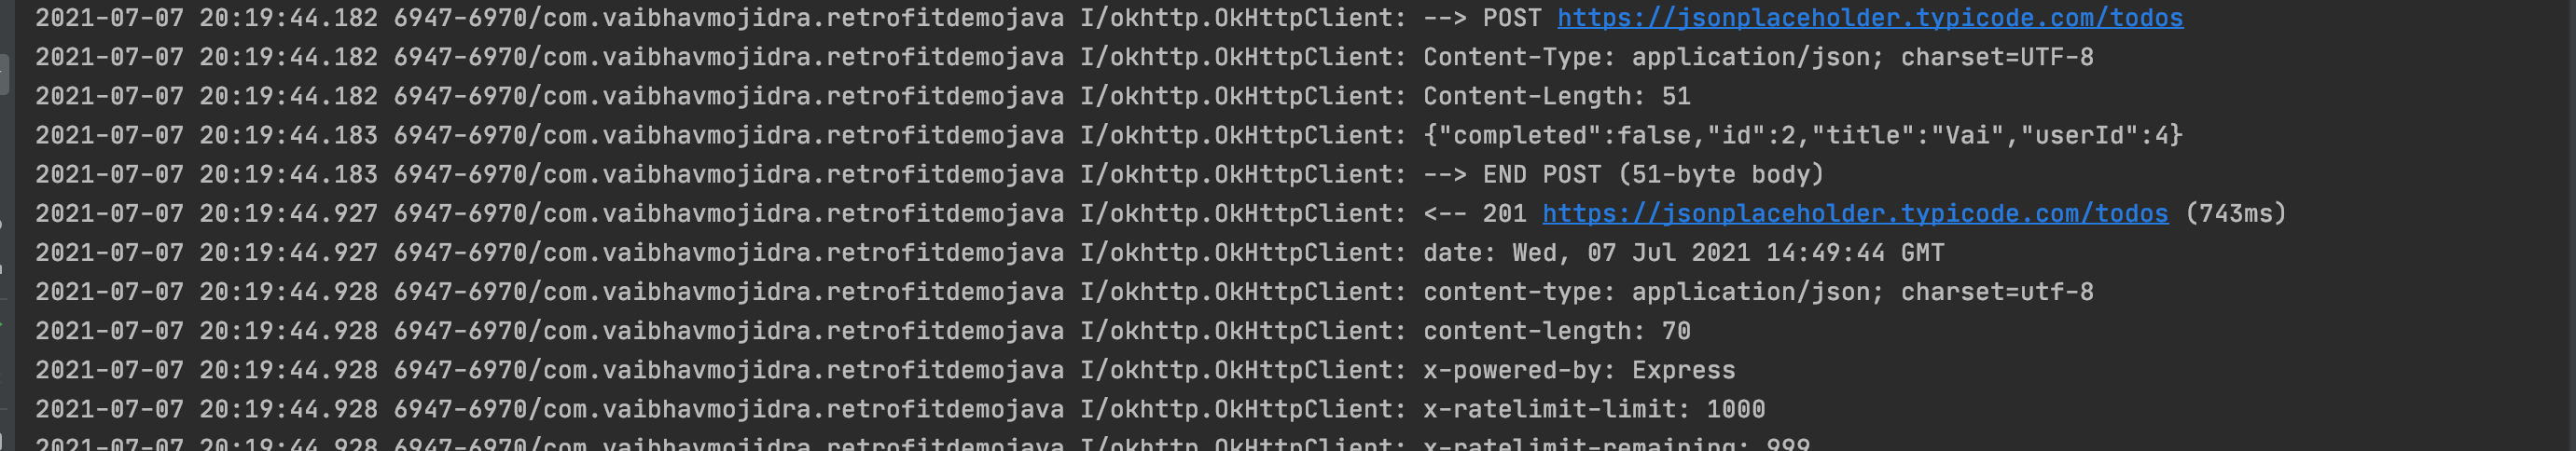 2021-07-07 20:19:44.182 6947-6970/com.vaibhavmojidra.retrofitdemojava I/okhttp.OkHttpClient: --> POST https://jsonplaceholder.typicode.com/todos
2021-07-07 20:19:44.182 6947-6970/com.vaibhavmojidra.retrofitdemojava I/okhttp.OkHttpClient: Content-Type: application/json; charset=UTF-8
2021-07-07 20:19:44.182 6947-6970/com.vaibhavmojidra.retrofitdemojava I/okhttp.OkHttpClient: Content-Length: 51
2021-07-07 20:19:44.183 6947-6970/com.vaibhavmojidra.retrofitdemojava I/okhttp.OkHttpClient: {"completed":false,"id":2,"title":"Vai","userId":4}
2021-07-07 20:19:44.183 6947-6970/com.vaibhavmojidra.retrofitdemojava I/okhttp.OkHttpClient: --> END POST (51-byte body)
2021-07-07 20:19:44.927 6947-6970/com.vaibhavmojidra.retrofitdemojava I/okhttp.OkHttpClient: <-- 201 https://jsonplaceholder.typicode.com/todos (743ms)
2021-07-07 20:19:44.927 6947-6970/com.vaibhavmojidra.retrofitdemojava I/okhttp.OkHttpClient: date: Wed, 07 Jul 2021 14:49:44 GMT
2021-07-07 20:19:44.928 6947-6970/com.vaibhavmojidra.retrofitdemojava I/okhttp.OkHttpClient: content-type: application/json; charset=utf-8
2021-07-07 20:19:44.928 6947-6970/com.vaibhavmojidra.retrofitdemojava I/okhttp.OkHttpClient: content-length: 70
2021-07-07 20:19:44.928 6947-6970/com.vaibhavmojidra.retrofitdemojava I/okhttp.OkHttpClient: x-powered-by: Express
2021-07-07 20:19:44.928 6947-6970/com.vaibhavmojidra.retrofitdemojava I/okhttp.OkHttpClient: x-ratelimit-limit: 1000
2021-07-07 20:19:44.928 6947-6970/com.vaibhavmojidra.retrofitdemojava I/okhttp.OkHttpClient: x-ratelimit-remaining: 999